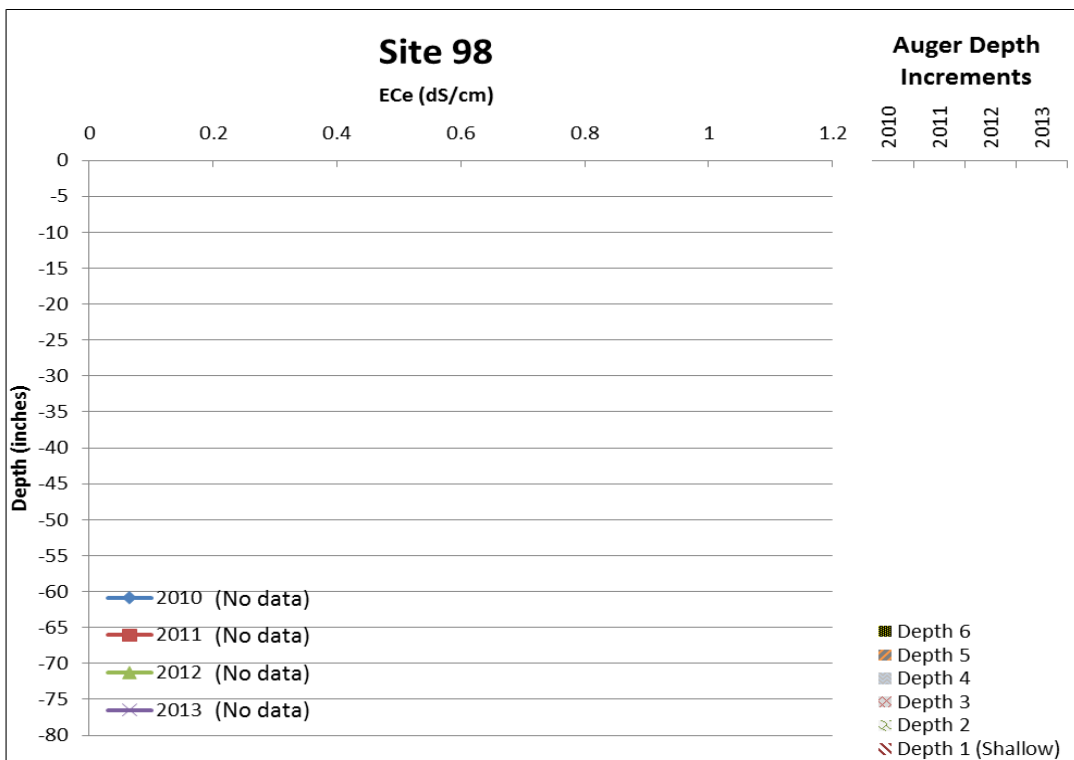 Site 98
ECe (dS/cm)
0 0.2 0.4 0.6 0.8 1 1.2
0
-5
-10
-15
-20
-25
-30
-35
-40
-45
-50
-55
-60
-65
-70
-75
-80
Depth (inches)
2010 (No data)
2011 (No data)
2012 (No data)
2013 (No data)
Auger Depth
Increments
2010
2011
2012
2013
Depth 6
Depth 5
Depth 4
Depth 3
Depth 2
Depth 1 (Shallow)